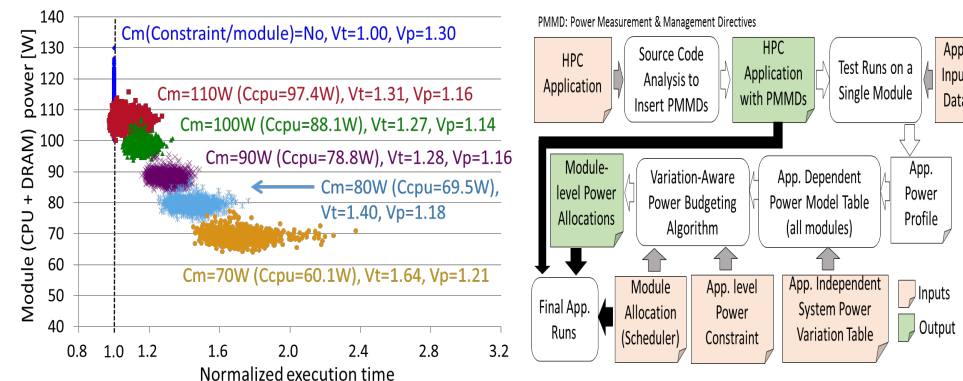 Module (CPU + DRAM) power [W]
140
130
120
110
100
90
80
70
60
50
40
Cm(Constraint/module)=No, Vt=1.00, Vp=1.30
Cm=110W (Ccpu=97.4W), Vt=1.31, Vp=1.16
Cm=100W (Ccpu=88.1W), Vt=1.27, Vp=1.14
Cm=90W (Ccpu=78.8W), Vt=1.28, Vp=1.16
Cm=80W (Ccpu=69.5W),
Vt=1.40, Vp=1.18
Cm=70W (Ccpu=60.1W), Vt=1.64, Vp=1.21
0.8 1.0 1.2 1.6 2.0 2.4 2.8 3.2
Normalized execution time
PMMD: Power Measurement & Management Directives
HPC
Application
Source Code
Analysis to
Insert PMMDs
HPC
Application
with PMMDs
Test Runs on a
Single Module
App.
Input
Data
Module-
level Power
Allocations
Variation-Aware
Power Budgeting
Algorithm
App. Dependent
Power Model Table
(all modules)
App.
Power
Profile
Final App.
Runs
Module
Allocation
(Scheduler)
App. level
Power
Constraint
App. Independent
System Power
Variation Table
Inputs
Output